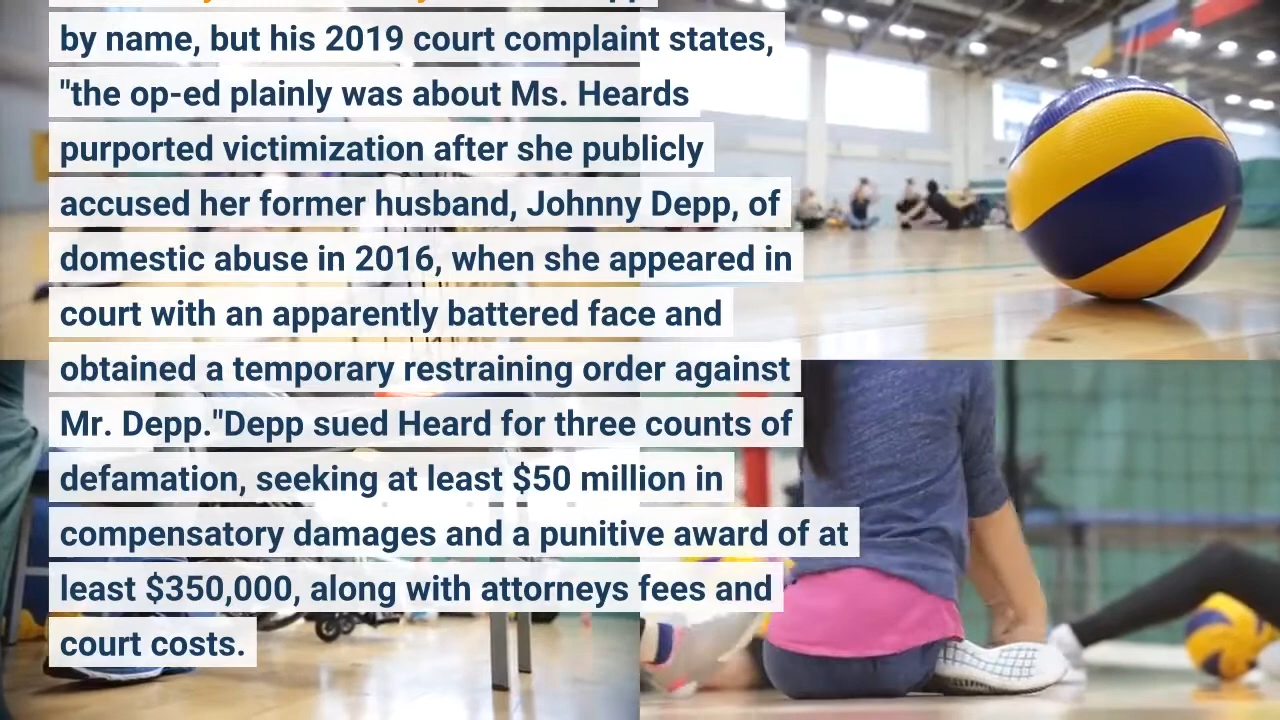 by name, but his 2019 court complaint states,
"the op-ed plainly was about Ms. Heards
purported victimization after she publicly
accused her former husband, Johnny Depp, of
domestic abuse in 2016, when she appeared in
court with an apparently battered face and
obtained a temporary restraining order against
Mr. Depp."Depp sued Heard for three counts of
defamation, seeking at least $50 million in
compensatory damages and a punitive award of at
least $350,000, along with attorneys fees and
court costs.